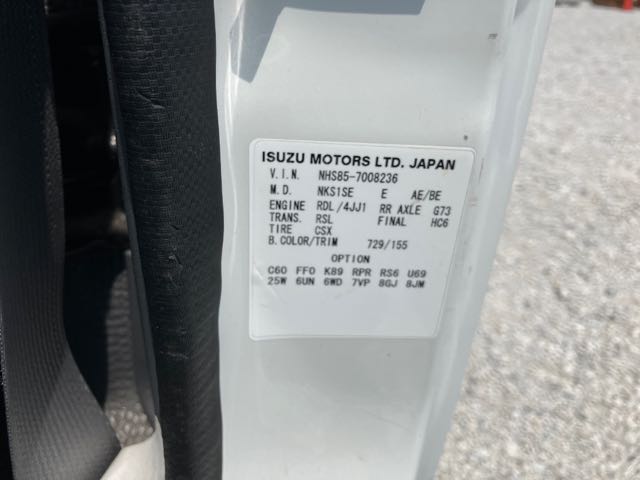 ISUZU MOTORS LTD. JAPAN
V.I.N. NHS85-7008236
M.D. NKS1SE E AE/BE
ENGINE RDL/4JJ1 RR AXLE G73
TRANS. RSL FINAL HC6
TIRE CSX
B.COLOR/TRIM 729/155
OPTION
C60 FF0 K89 RPR RS6 U69
25W 6UN 6WD 7VP 8GJ 8JM